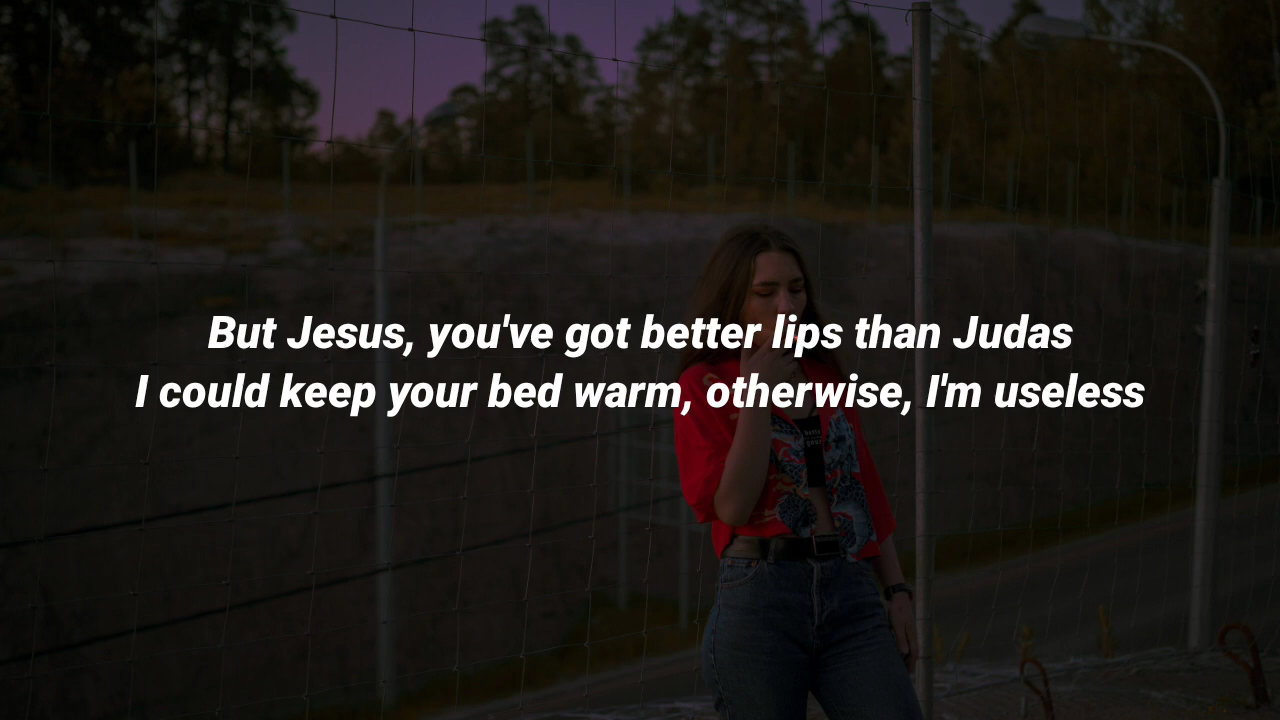 But Jesus, you've got better lips than Judas
I could keep your bed warm, otherwise, I'm useless